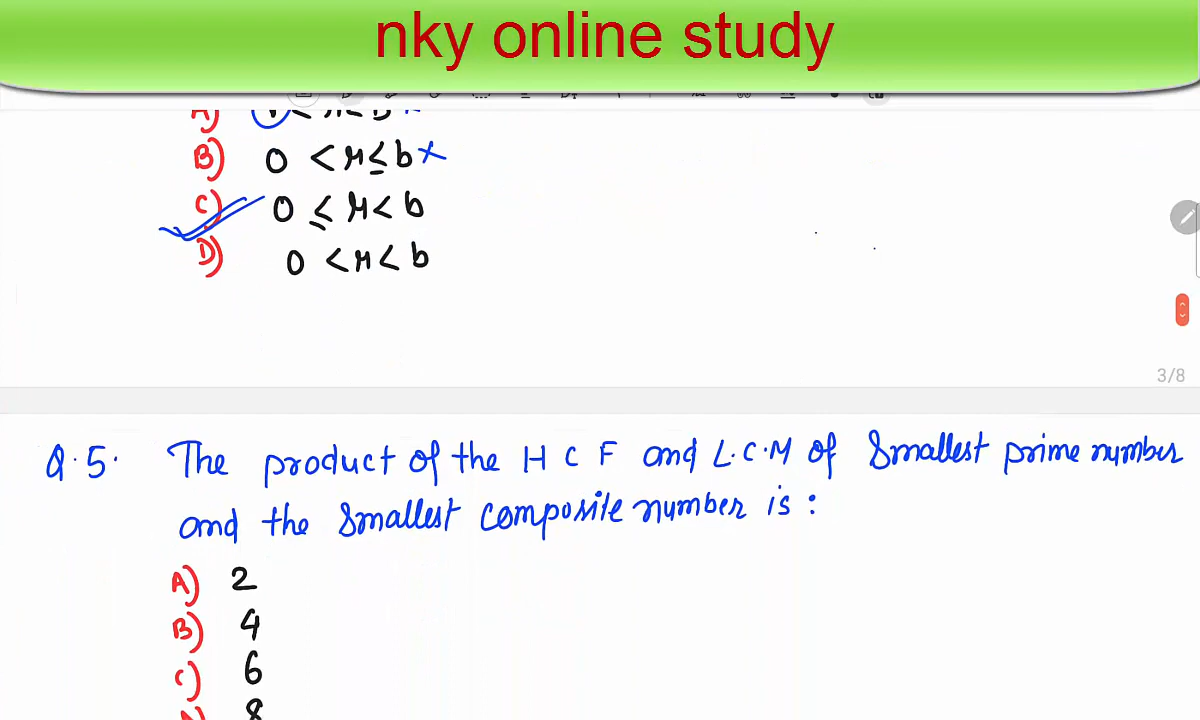 nky online study
B) 0 < r ≤ b ×
C) 0 ≤ r < b
D) 0 < r < b
3/8
Q.5. The product of the H C F and L.C.M of Smallest prime number
and the smallest composite number is :
A) 2
B) 4
C) 6
8